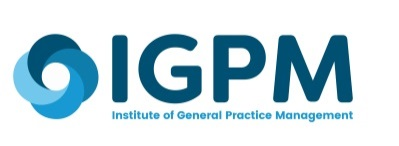 IGPM
Institute of General Practice Management